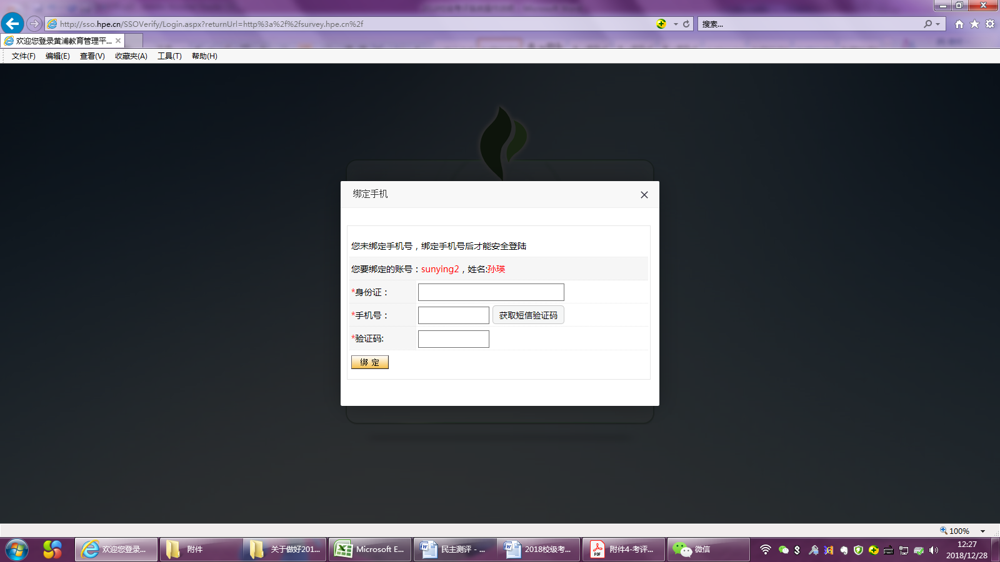 http://sso.hpe.cn/SSOVerify/Login.aspx?returnUrl=http%3a%2f%2fsurvey.hpe.cn%2f
搜索...
欢迎您登录黄浦教育管理平...
文件(F) 编辑(E) 查看(V) 收藏夹(A) 工具(T) 帮助(H)
绑定手机
您未绑定手机号，绑定手机号后才能安全登陆
您要绑定的账号：sunying2，姓名:孙瑛
*身份证：
*手机号： 获取短信验证码
*验证码:
绑 定
100%
欢迎您登录... 附件 关于做好201... Microsoft E... 民主测评 - ... 2018校级考... 附件4-考评... 微信
12:27
2018/12/28